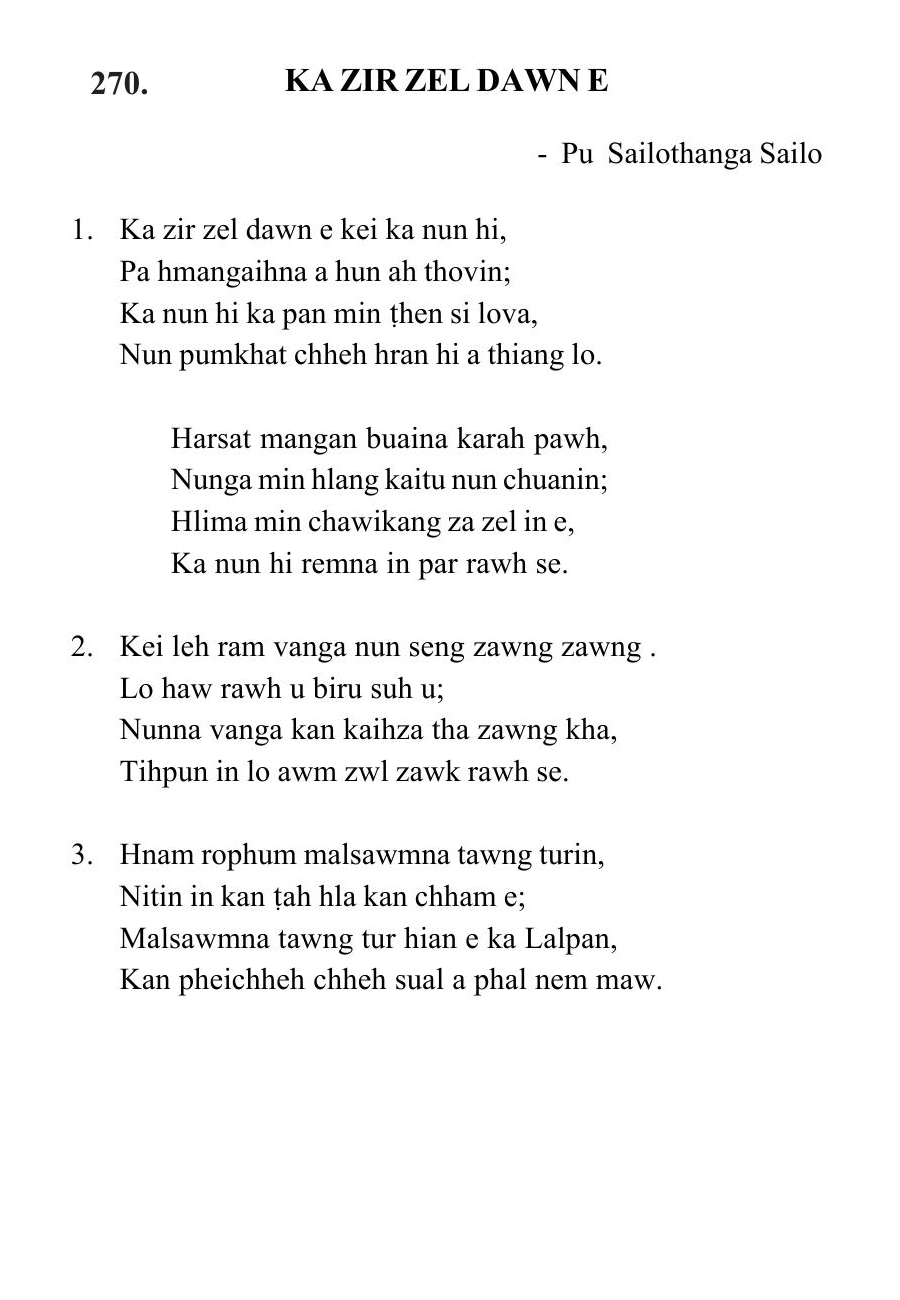 270. KA ZIR ZEL DAWN E
- Pu Sailothanga Sailo
1. Ka zir zel dawn e kei ka nun hi,
Pa hmangaihna a hun ah thovin;
Ka nun hi ka pan min ṭhen si lova,
Nun pumkhat chheh hran hi a thiang lo.
Harsat mangan buaina karah pawh,
Nunga min hlang kaitu nun chuanin;
Hlima min chawikang za zel in e,
Ka nun hi remna in par rawh se.
2. Kei leh ram vanga nun seng zawng zawng .
Lo haw rawh u biru suh u;
Nunna vanga kan kaihza tha zawng kha,
Tihpun in lo awm zwl zawk rawh se.
3. Hnam rophum malsawmna tawng turin,
Nitin in kan ṭah hla kan chham e;
Malsawmna tawng tur hian e ka Lalpan,
Kan pheichheh chheh sual a phal nem maw.